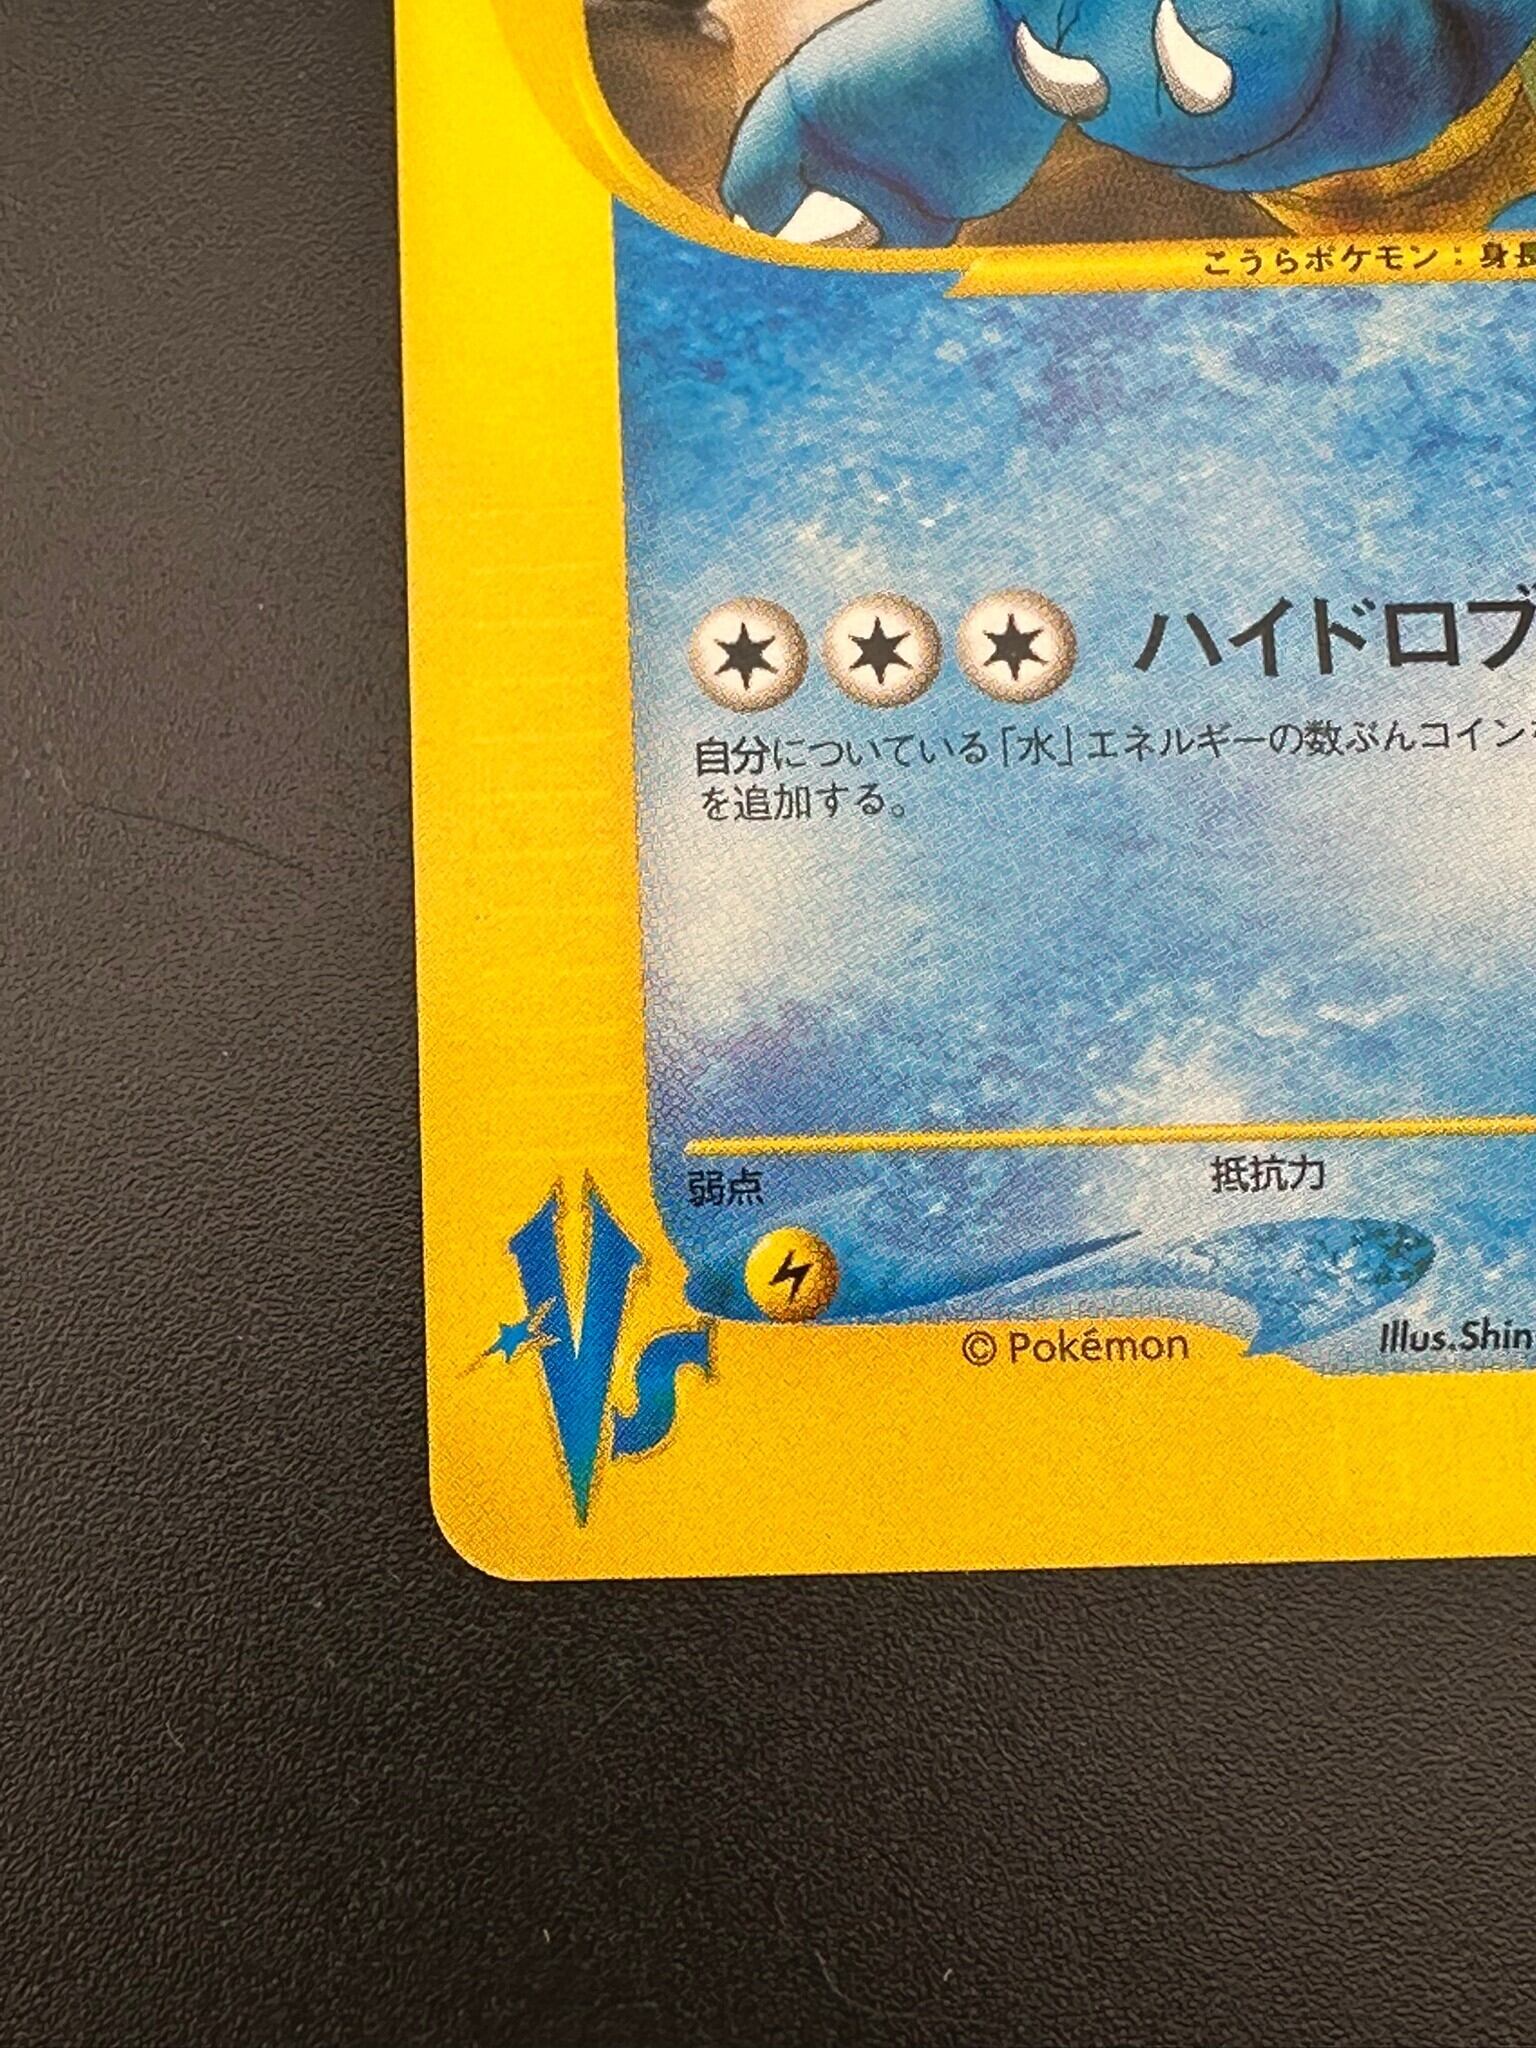 こうらポケモン：身長
ハイドロブ
自分についている「水」エネルギーの数ぶんコイン
を追加する。
弱点
抵抗力
VS
© Pokémon
Illus.Shin